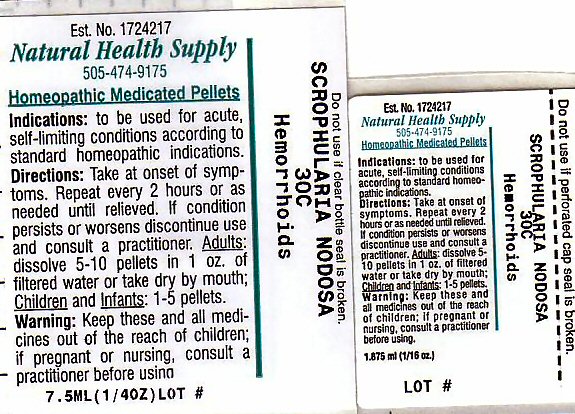 Est. No. 1724217
Natural Health Supply
505-474-9175
Homeopathic Medicated Pellets
Indications: to be used for acute,
self-limiting conditions according to
standard homeopathic indications.
Directions: Take at onset of symp-
toms. Repeat every 2 hours or as
needed until relieved. If condition
persists or worsens discontinue use
and consult a practitioner. Adults:
dissolve 5-10 pellets in 1 oz. of
filtered water or take dry by mouth;
Children and Infants: 1-5 pellets.
Warning: Keep these and all medi-
cines out of the reach of children;
if pregnant or nursing, consult a
practitioner before using
7.5ML(1/4OZ)LOT #
Do not use if clear bottle seal is broken.
SCROPHULARIA NODOSA
30C
Hemorrhoids
Est. No. 1724217
Natural Health Supply
505-474-9175
Homeopathic Medicated Pellets
Indications: to be used for
acute, self-limiting conditions
according to standard homeo-
pathic indications.
Directions: Take at onset of
symptoms. Repeat every 2
hours or as needed until relieved.
If condition persists or worsens
discontinue use and consult a
practitioner. Adults: dissolve 5-
10 pellets in 1 oz. of filtered
water or take dry by mouth;
Children and Infants: 1-5 pellets.
Warning: Keep these and
all medicines out of the reach
of children; if pregnant or
nursing, consult a practitioner
before using.
1.875 ml (1/16 oz.)
LOT #
Do not use if perforated cap seal is broken.
SCROPHULARIA NODOSA
30C
Hemorrhoids